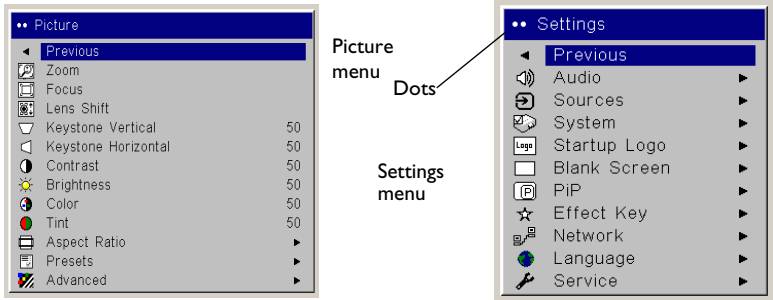 •• Picture
Previous
Zoom
Focus
Lens Shift
Keystone Vertical 50
Keystone Horizontal 50
Contrast 50
Brightness 50
Color 50
Tint 50
Aspect Ratio
Presets
Advanced
Picture
menu
Dots
Settings
menu
•• Settings
Previous
Audio
Sources
System
Logo Startup Logo
Blank Screen
P PiP
Effect Key
Network
Language
Service